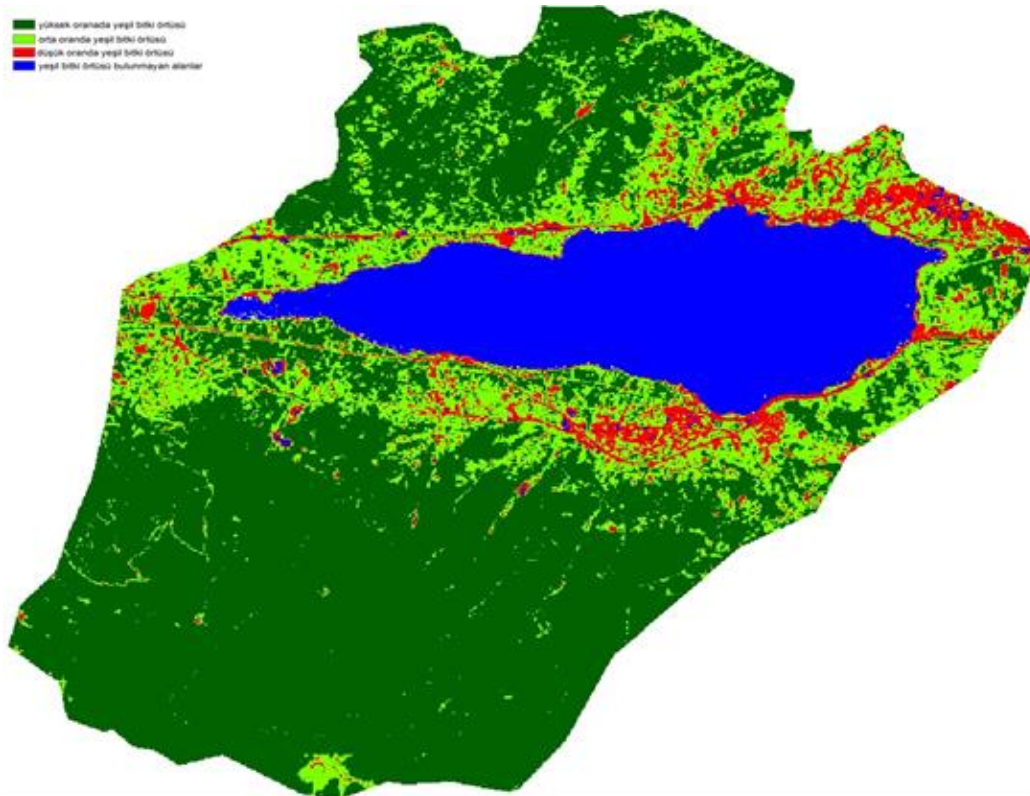 yüksek oranada yeşil bitki örtüsü
orta oranda yeşil bitki örtüsü
düşük oranda yeşil bitki örtüsü
yeşil bitki örtüsü bulunmayan alanlar